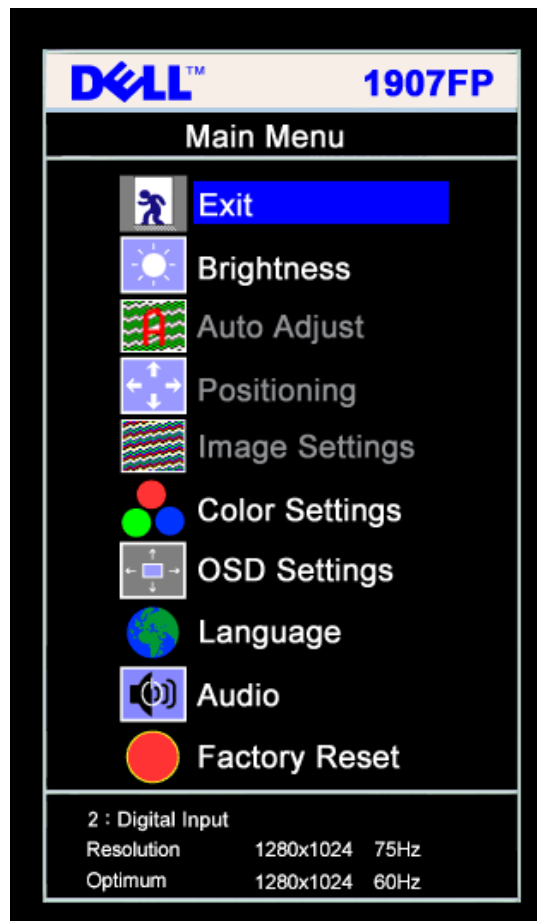 DELL™ 1907FP
Main Menu
Exit
Brightness
Auto Adjust
Positioning
Image Settings
Color Settings
OSD Settings
Language
Audio
Factory Reset
2 : Digital Input
Resolution 1280x1024 75Hz
Optimum 1280x1024 60Hz